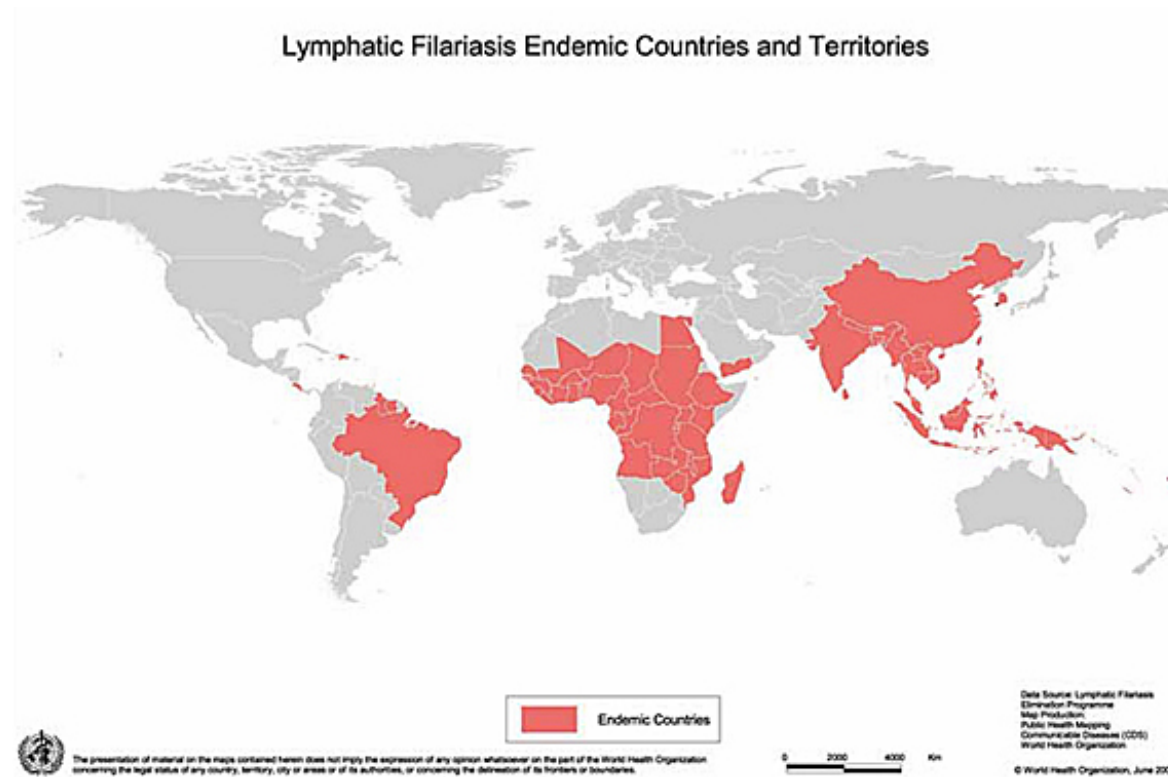 Lymphatic Filariasis Endemic Countries and Territories
Endemic Countries
Data Source: Lymphatic Filariasis
Elimination Programme
Map Production:
Public Health Mapping
Communicable Diseases (CDS)
World Health Organization
The presentation of material on the maps contained herein does not imply the expression of any opinion whatsoever on the part of the World Health Organization
concerning the legal status of any country, territory, city or areas or of its authorities, or concerning the delineation of its frontiers or boundaries.
0 2000 4000 Km
© World Health Organization, June